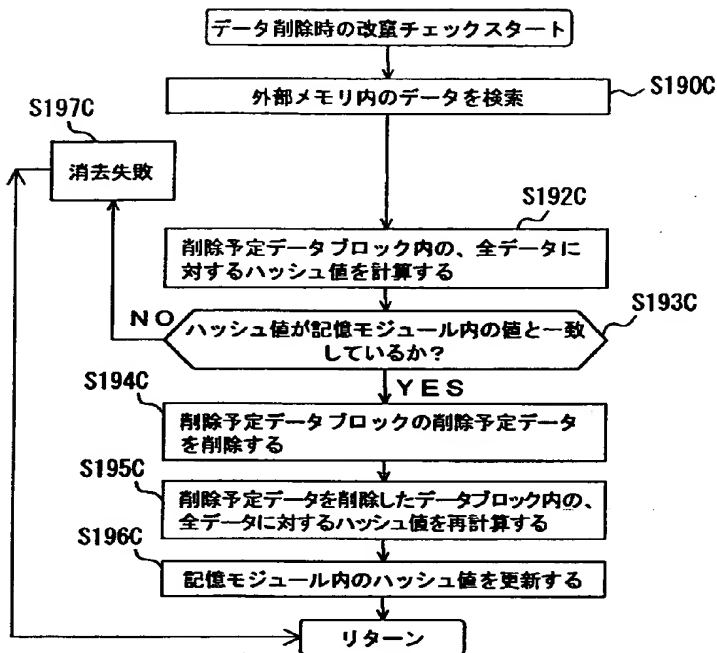 データ削除時の改竄チェックスタート
S190C
外部メモリ内のデータを検索
S197C
消去失敗
S192C
削除予定データブロック内の、全データに
対するハッシュ値を計算する
S193C
NO
ハッシュ値が記憶モジュール内の値と一致
しているか?
YES
S194C
削除予定データブロックの削除予定データ
を削除する
S195C
削除予定データを削除したデータブロック内の、
全データに対するハッシュ値を再計算する
S196C
記憶モジュール内のハッシュ値を更新する
リターン